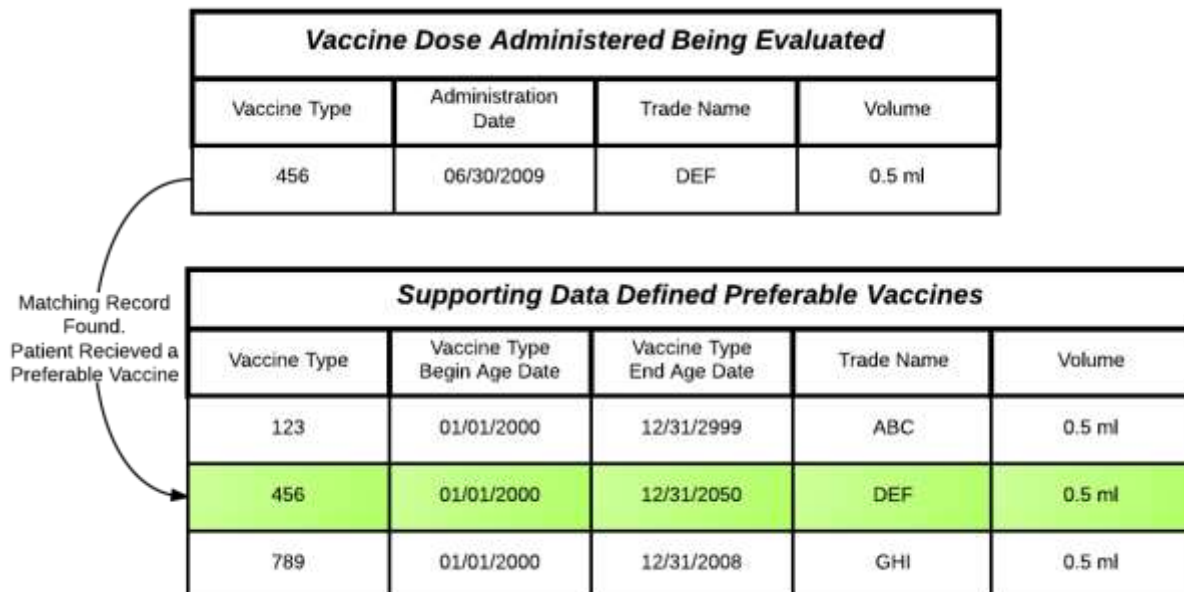 Vaccine Dose Administered Being Evaluated
Vaccine Type
Administration
Date
Trade Name
Volume
456
06/30/2009
DEF
0.5 ml
Matching Record
Found.
Patient Recieved a
Preferable Vaccine
Supporting Data Defined Preferable Vaccines
Vaccine Type
Vaccine Type
Begin Age Date
Vaccine Type
End Age Date
Trade Name
Volume
123
01/01/2000
12/31/2999
ABC
0.5 ml
456
01/01/2000
12/31/2050
DEF
0.5 ml
789
01/01/2000
12/31/2008
GHI
0.5 ml